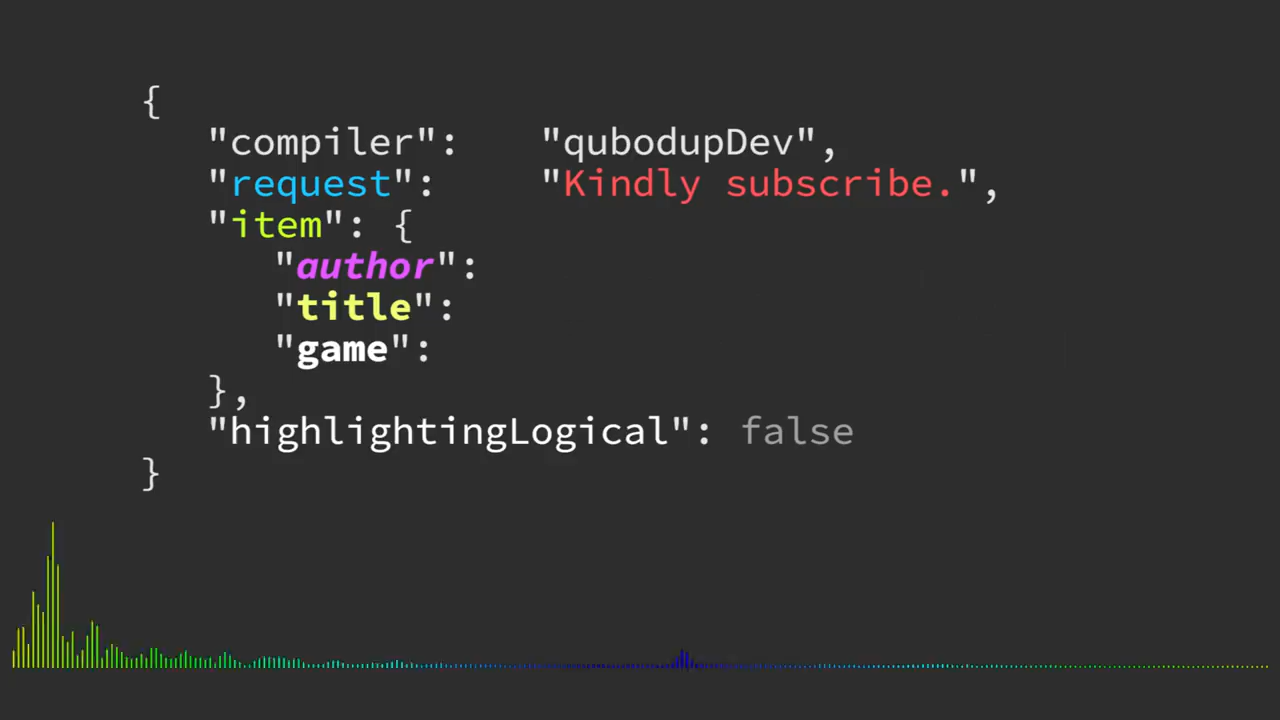 {
"compiler": "qubodupDev",
"request": "Kindly subscribe.",
"item": {
"author":
"title":
"game":
},
"highlightingLogical": false
}